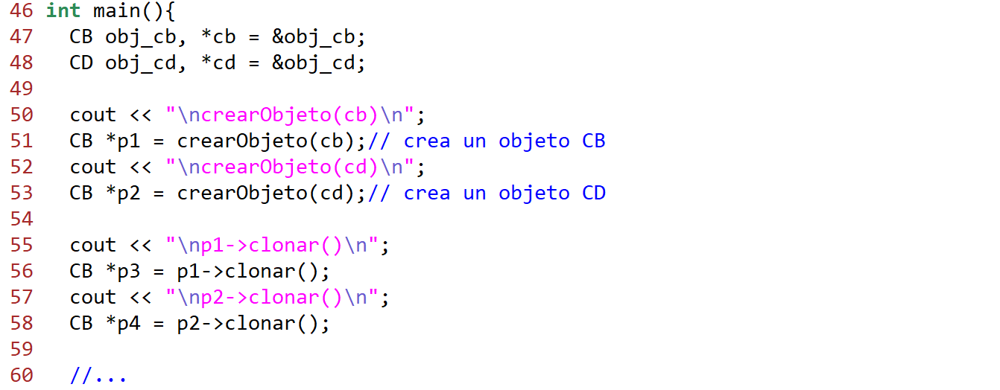 46 int main(){
47   CB obj_cb, *cb = &obj_cb;
48   CD obj_cd, *cd = &obj_cd;
49
50   cout << "\ncrearObjeto(cb)\n";
51   CB *p1 = crearObjeto(cb);// crea un objeto CB
52   cout << "\ncrearObjeto(cd)\n";
53   CB *p2 = crearObjeto(cd);// crea un objeto CD
54
55   cout << "\np1->clonar()\n";
56   CB *p3 = p1->clonar();
57   cout << "\np2->clonar()\n";
58   CB *p4 = p2->clonar();
59
60   //...